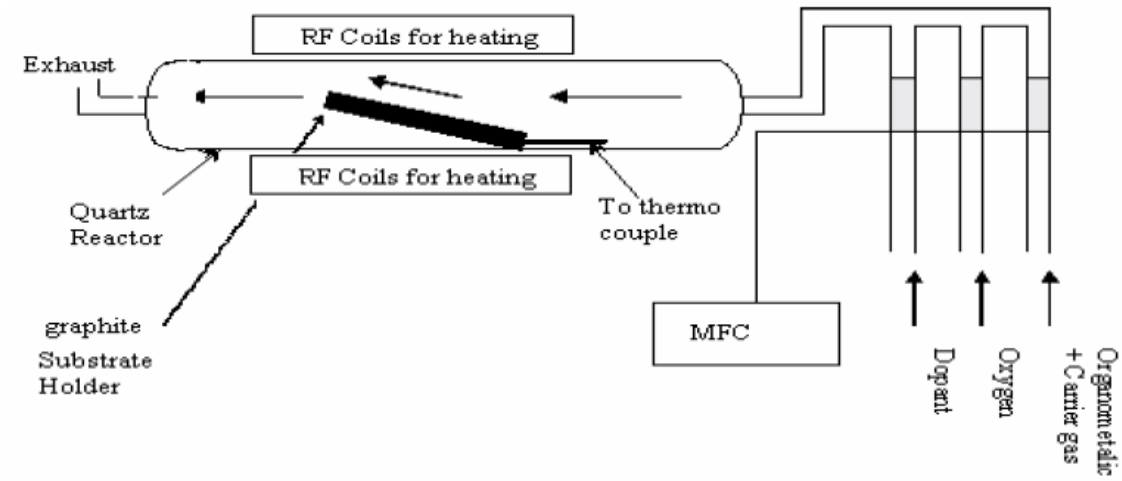 RF Coils for heating
Exhaust
RF Coils for heating
Quartz
Reactor
To thermo
couple
graphite
Substrate
Holder
MFC
Dopant
Oxygen
Organometalic
+ Carrier gas